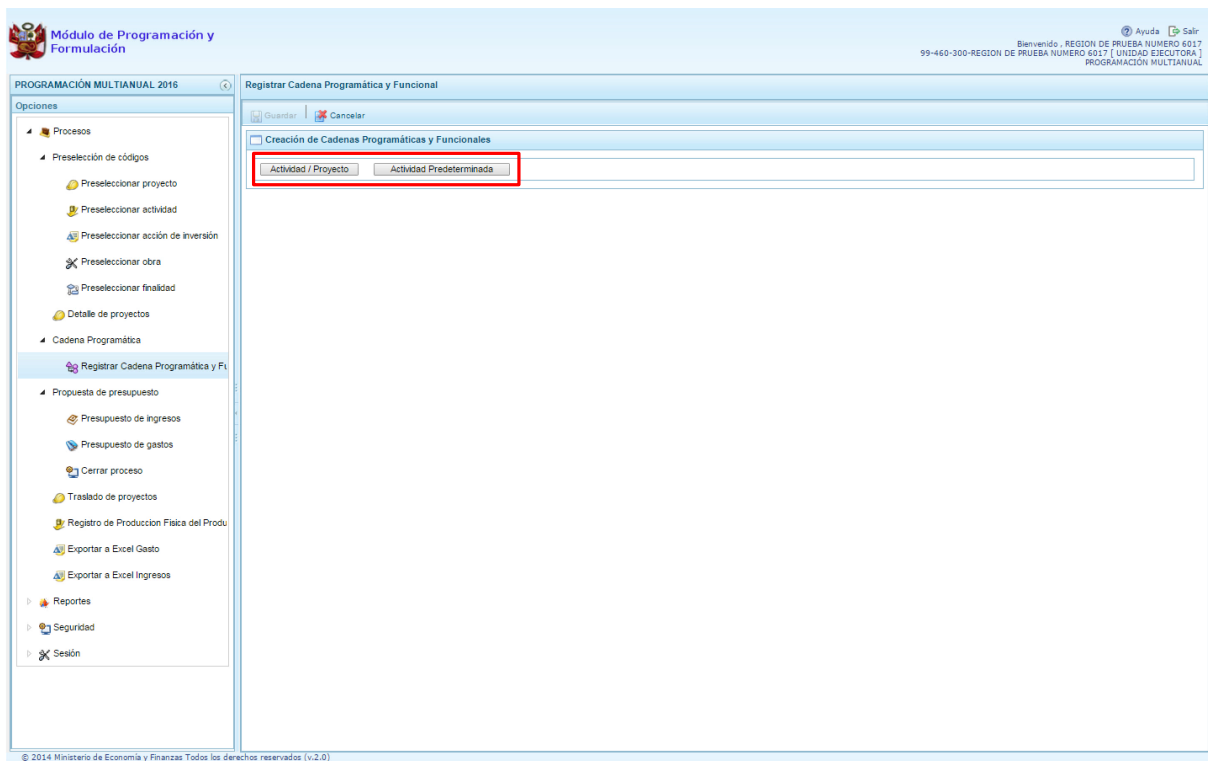 Módulo de Programación y
Formulación
Ayuda Salir
Bienvenido , REGION DE PRUEBA NUMERO 6017
99-460-300-REGION DE PRUEBA NUMERO 6017 [ UNIDAD EJECUTORA ]
PROGRAMACIÓN MULTIANUAL
PROGRAMACIÓN MULTIANUAL 2016
Opciones
Procesos
Preselección de códigos
Preseleccionar proyecto
Preseleccionar actividad
Preseleccionar acción de inversión
Preseleccionar obra
Preseleccionar finalidad
Detalle de proyectos
Cadena Programática
Registrar Cadena Programática y Fu
Propuesta de presupuesto
Presupuesto de ingresos
Presupuesto de gastos
Cerrar proceso
Traslado de proyectos
Registro de Produccion Fisica del Produ
Exportar a Excel Gasto
Exportar a Excel Ingresos
Reportes
Seguridad
Sesión
Registrar Cadena Programática y Funcional
Guardar Cancelar
Creación de Cadenas Programáticas y Funcionales
Actividad / Proyecto Actividad Predeterminada
© 2014 Ministerio de Economía y Finanzas Todos los derechos reservados (v.2.0)